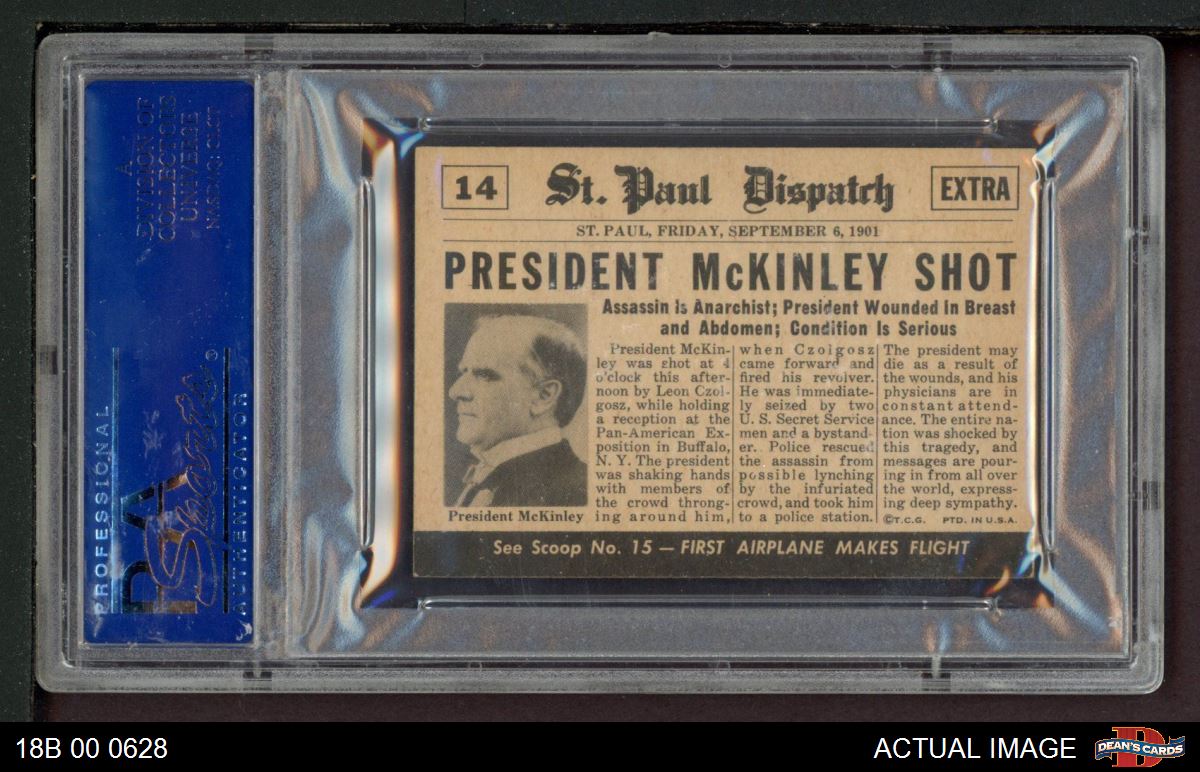 A
DIVISION OF
COLLECTORS
UNIVERSE
NASDAQ: CLCT
PROFESSIONAL
PSA
Sports
®
AUTHENTICATOR
14
St. Paul Dispatch
EXTRA
ST. PAUL, FRIDAY, SEPTEMBER 6, 1901
PRESIDENT McKINLEY SHOT
Assassin Is Anarchist; President Wounded In Breast
and Abdomen; Condition Is Serious
President McKinley
President McKin-
ley was shot at 4
o'clock this after-
noon by Leon Czol-
gosz, while holding
a reception at the
Pan-American Ex-
position in Buffalo,
N. Y. The president
was shaking hands
with members of
the crowd throng-
ing around him,
when Czolgosz
came forward and
fired his revolver.
He was immediate-
ly seized by two
U. S. Secret Service
men and a bystand-
er. Police rescued
the assassin from
possible lynching
by the infuriated
crowd, and took him
to a police station.
The president may
die as a result of
the wounds, and his
physicians are in
constant attend-
ance. The entire na-
tion was shocked by
this tragedy, and
messages are pour-
ing in from all over
the world, express-
ing deep sympathy.
©T.C.G. PTD. IN U.S.A.
See Scoop No. 15 — FIRST AIRPLANE MAKES FLIGHT
18B 00 0628
ACTUAL IMAGE
DEAN'S CARDS